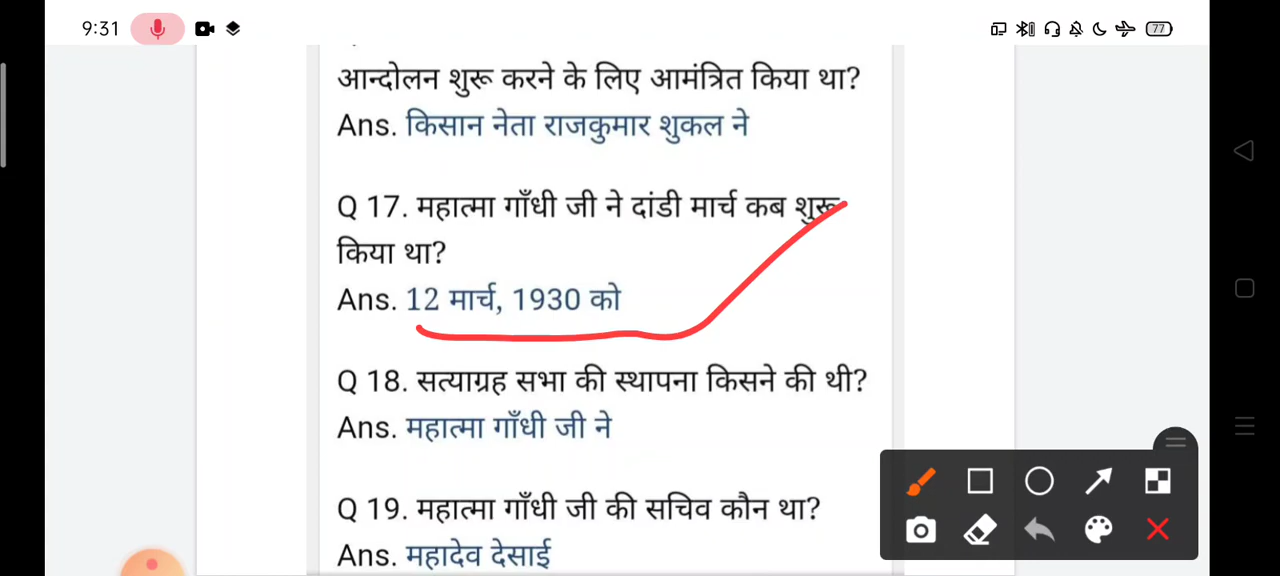 9:31
77
आन्दोलन शुरू करने के लिए आमंत्रित किया था?
Ans. किसान नेता राजकुमार शुकल ने
Q 17. महात्मा गाँधी जी ने दांडी मार्च कब शुरू
किया था?
Ans. 12 मार्च, 1930 को
Q 18. सत्याग्रह सभा की स्थापना किसने की थी?
Ans. महात्मा गाँधी जी ने
Q 19. महात्मा गाँधी जी की सचिव कौन था?
Ans. महादेव देसाई